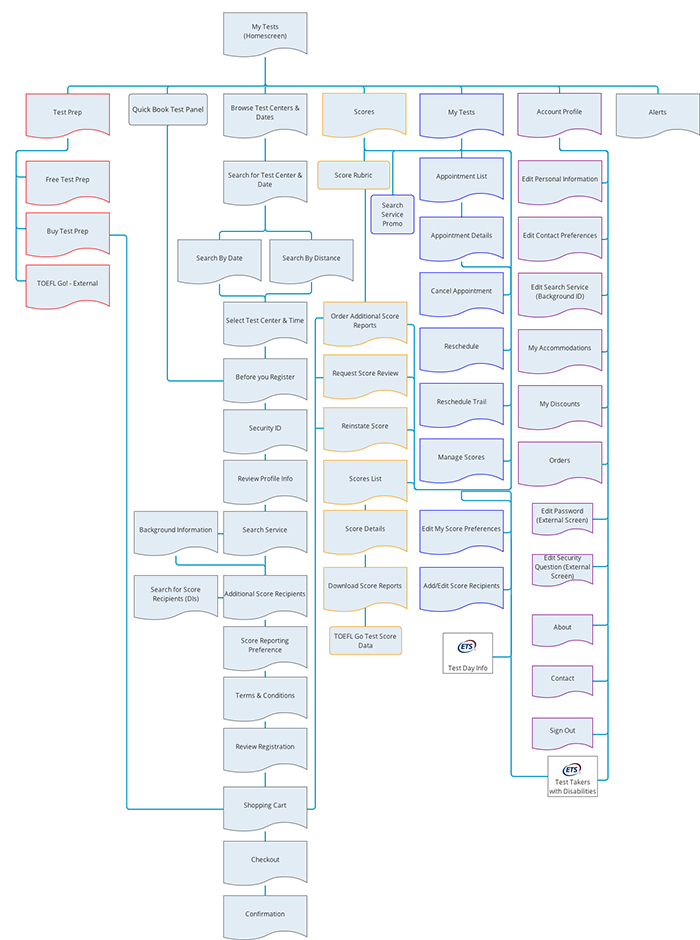 My Tests
(Homescreen)
Test Prep
Quick Book Test Panel
Browse Test Centers &
Dates
Scores
My Tests
Account Profile
Alerts
Free Test Prep
Buy Test Prep
TOEFL Go! - External
Search for Test Center &
Date
Search By Date
Search By Distance
Select Test Center & Time
Before you Register
Security ID
Review Profile Info
Background Information
Search Service
Search for Score
Recipients (DIs)
Additional Score Recipients
Score Reporting
Preference
Terms & Conditions
Review Registration
Shopping Cart
Checkout
Confirmation
Score Rubric
Search
Service
Promo
Order Additional Score
Reports
Request Score Review
Reinstate Score
Scores List
Score Details
Download Score Reports
TOEFL Go Test Score
Data
Appointment List
Appointment Details
Cancel Appointment
Reschedule
Reschedule Trail
Manage Scores
Edit My Score Preferences
Add/Edit Score Recipients
ETS
Test Day Info
Edit Personal Information
Edit Contact Preferences
Edit Search Service
(Background ID)
My Accommodations
My Discounts
Orders
Edit Password
(External Screen)
Edit Security
Question (External
Screen)
About
Contact
Sign Out
ETS
Test Takers
with Disabilities